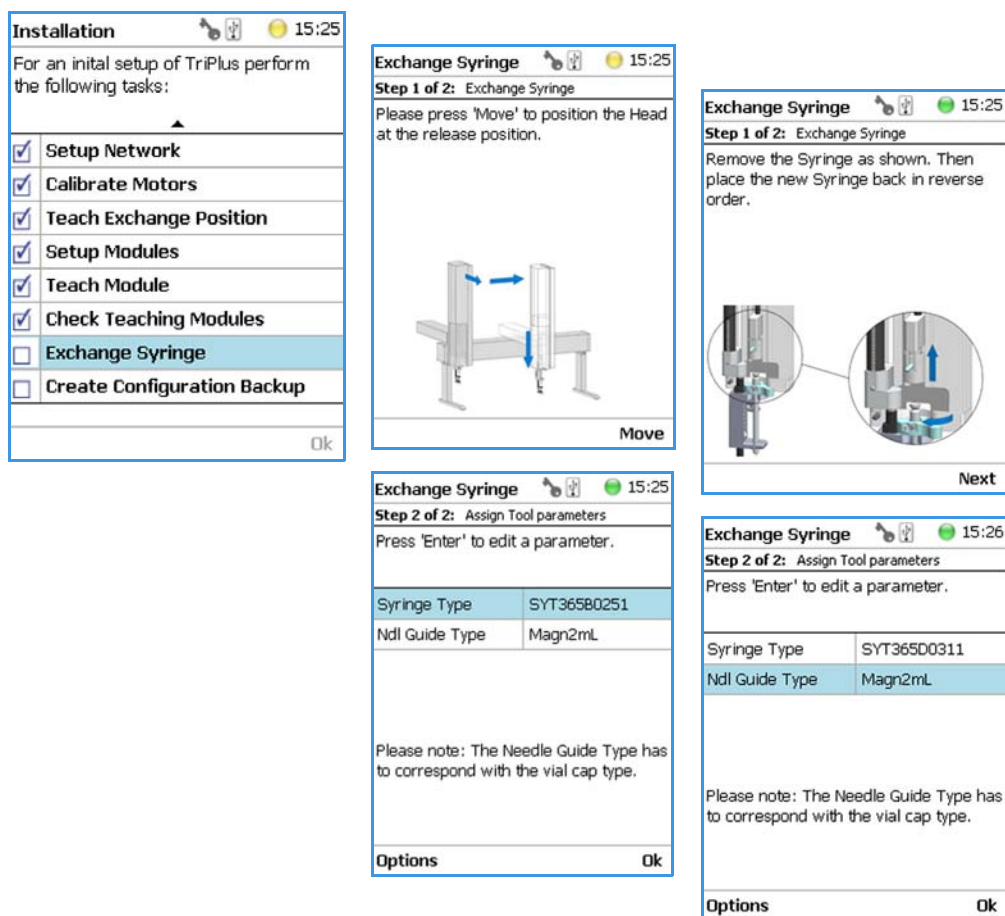 Installation 15:25
For an inital setup of TriPlus perform
the following tasks:
Setup Network
Calibrate Motors
Teach Exchange Position
Setup Modules
Teach Module
Check Teaching Modules
Exchange Syringe
Create Configuration Backup
Ok
Exchange Syringe 15:25
Step 1 of 2: Exchange Syringe
Please press 'Move' to position the Head
at the release position.
Move
Exchange Syringe 15:25
Step 1 of 2: Exchange Syringe
Remove the Syringe as shown. Then
place the new Syringe back in reverse
order.
Next
Exchange Syringe 15:25
Step 2 of 2: Assign Tool parameters
Press 'Enter' to edit a parameter.
Syringe Type SYT365B0251
Ndl Guide Type Magn2mL
Please note: The Needle Guide Type has
to correspond with the vial cap type.
Options Ok
Exchange Syringe 15:26
Step 2 of 2: Assign Tool parameters
Press 'Enter' to edit a parameter.
Syringe Type SYT365D0311
Ndl Guide Type Magn2mL
Please note: The Needle Guide Type has
to correspond with the vial cap type.
Options Ok